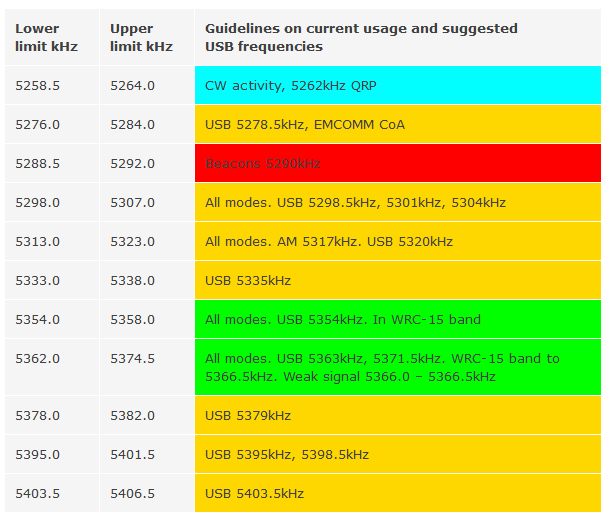 Lower limit kHz Upper limit kHz Guidelines on current usage and suggested USB frequencies
5258.5 5264.0 CW activity, 5262kHz QRP
5276.0 5284.0 USB 5278.5kHz, EMCOMM CoA
5288.5 5292.0 Beacons 5290kHz
5298.0 5307.0 All modes. USB 5298.5kHz, 5301kHz, 5304kHz
5313.0 5323.0 All modes. AM 5317kHz. USB 5320kHz
5333.0 5338.0 USB 5335kHz
5354.0 5358.0 All modes. USB 5354kHz. In WRC-15 band
5362.0 5374.5 All modes. USB 5363kHz, 5371.5kHz. WRC-15 band to
5366.5kHz. Weak signal 5366.0 – 5366.5kHz
5378.0 5382.0 USB 5379kHz
5395.0 5401.5 USB 5395kHz, 5398.5kHz
5403.5 5406.5 USB 5403.5kHz